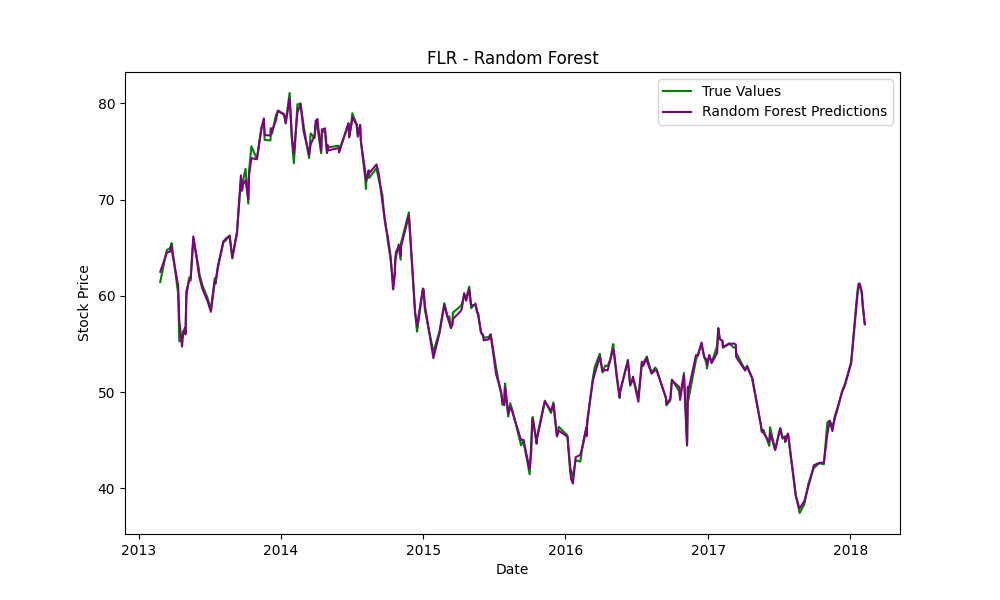 FLR - Random Forest
True Values
Random Forest Predictions
80
70
60
50
40
Stock Price
2013 2014 2015 2016 2017 2018
Date